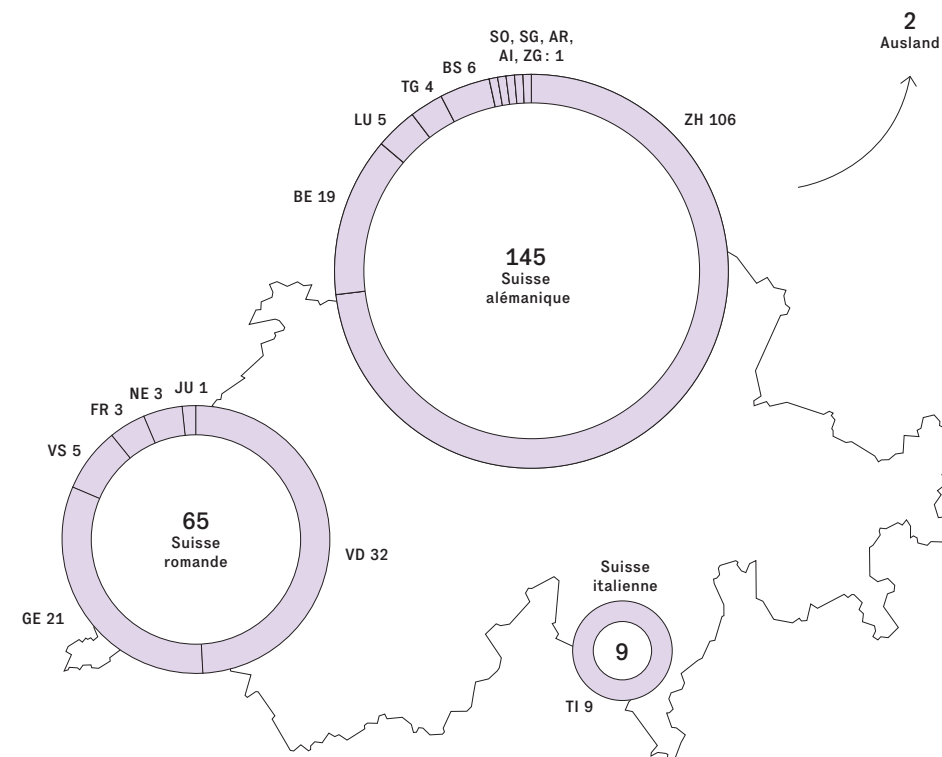 2
Ausland
SO, SG, AR,
AI, ZG: 1
BS 6
TG 4
LU 5
ZH 106
BE 19
145
Suisse
alémanique
JU 1
NE 3
FR 3
VS 5
65
Suisse
romande
VD 32
GE 21
Suisse
italienne
9
TI 9